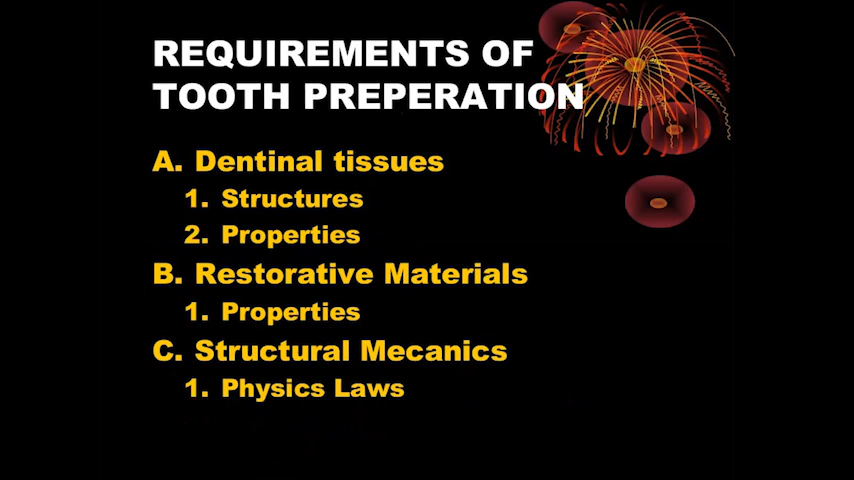 REQUIREMENTS OF
TOOTH PREPERATION
A. Dentinal tissues
1. Structures
2. Properties
B. Restorative Materials
1. Properties
C. Structural Mecanics
1. Physics Laws